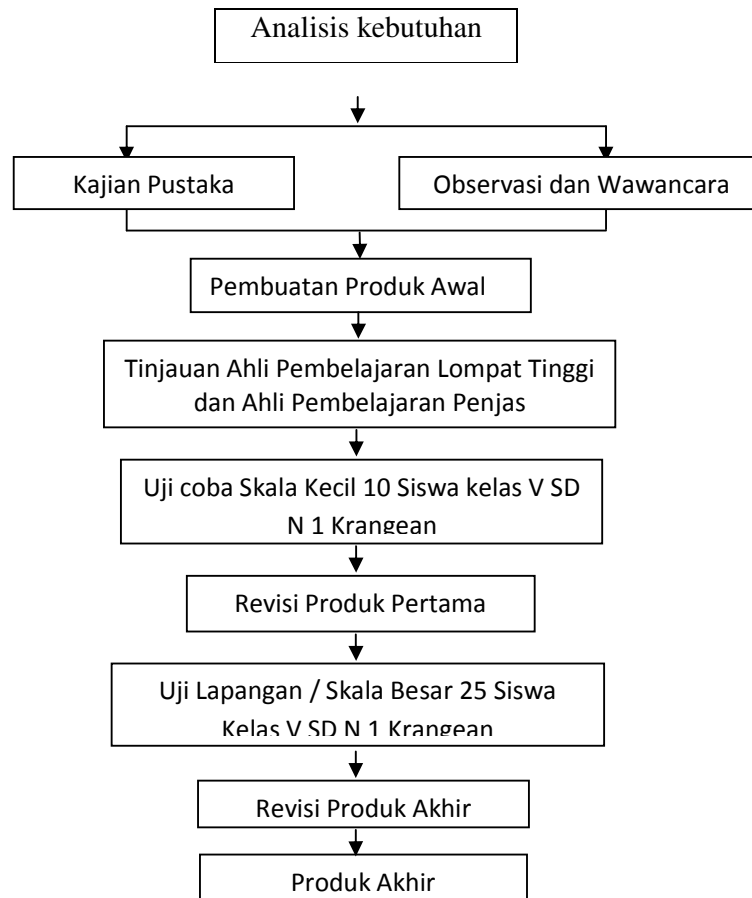 Analisis kebutuhan
Kajian Pustaka
Observasi dan Wawancara
Pembuatan Produk Awal
Tinjauan Ahli Pembelajaran Lompat Tinggi
dan Ahli Pembelajaran Penjas
Uji coba Skala Kecil 10 Siswa kelas V SD
N 1 Krangean
Revisi Produk Pertama
Uji Lapangan / Skala Besar 25 Siswa
Kelas V SD N 1 Krangean
Revisi Produk Akhir
Produk Akhir